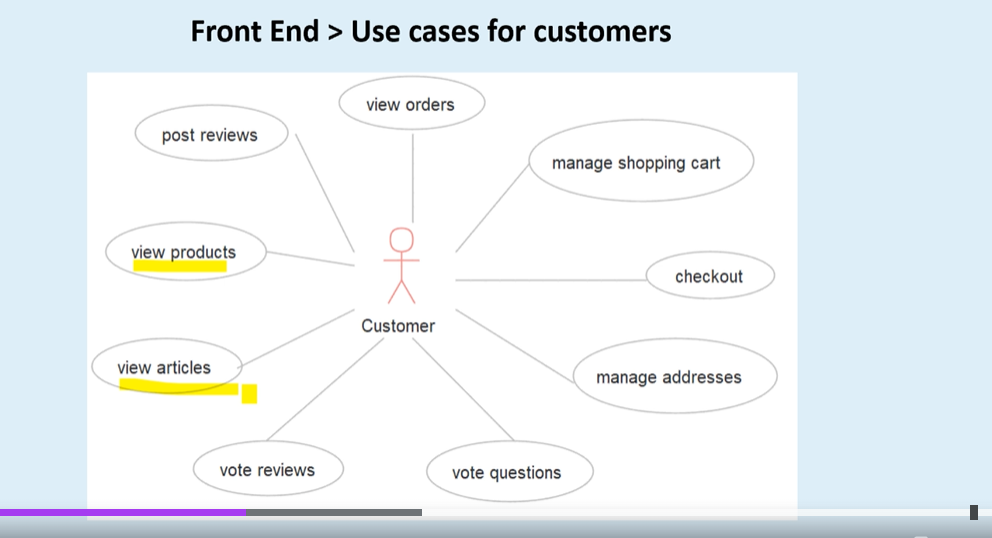 Front End > Use cases for customers
view orders
post reviews
manage shopping cart
view products
checkout
Customer
view articles
manage addresses
vote reviews
vote questions